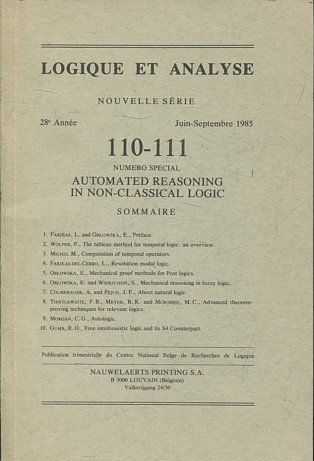 LOGIQUE ET ANALYSE
NOUVELLE SÉRIE
28e Année Juin-Septembre 1985
110-111
NUMERO SPECIAL
AUTOMATED REASONING
IN NON-CLASSICAL LOGIC
SOMMAIRE
1. FARIÑAS, L. and ORLOWSKA, E., Preface.
2. WOLPER, P., The tableau method for temporal logic: an overview.
3. MICHEL M., Computation of temporal operators.
4. FARIÑAS-DEL-CERRO, L., Resolution modal logic.
5. ORLOWSKA, E., Mechanical proof methods for Post logics.
6. ORLOWSKA, E. and WIERZCHON, S., Mechanical reasoning in fuzzy logic.
7. COLMERAUER, A. and PIQUE, J. F., About natural logic.
8. THISTLEWAITE, P. B., MEYER, R. K. and MCROBBIE, M. C., Advanced theorem-
proving techniques for relevant logics.
9. MORGAN, C. G., Autologic.
10. GUMB, R. D., Free intuitionistic logic and its S4 Counterpart.
Publication trimestrielle du Centre National Belge de Recherches de Logique
NAUWELAERTS PRINTING S.A.
B 3000 LOUVAIN (Belgium)
Valkerijgang 24/30